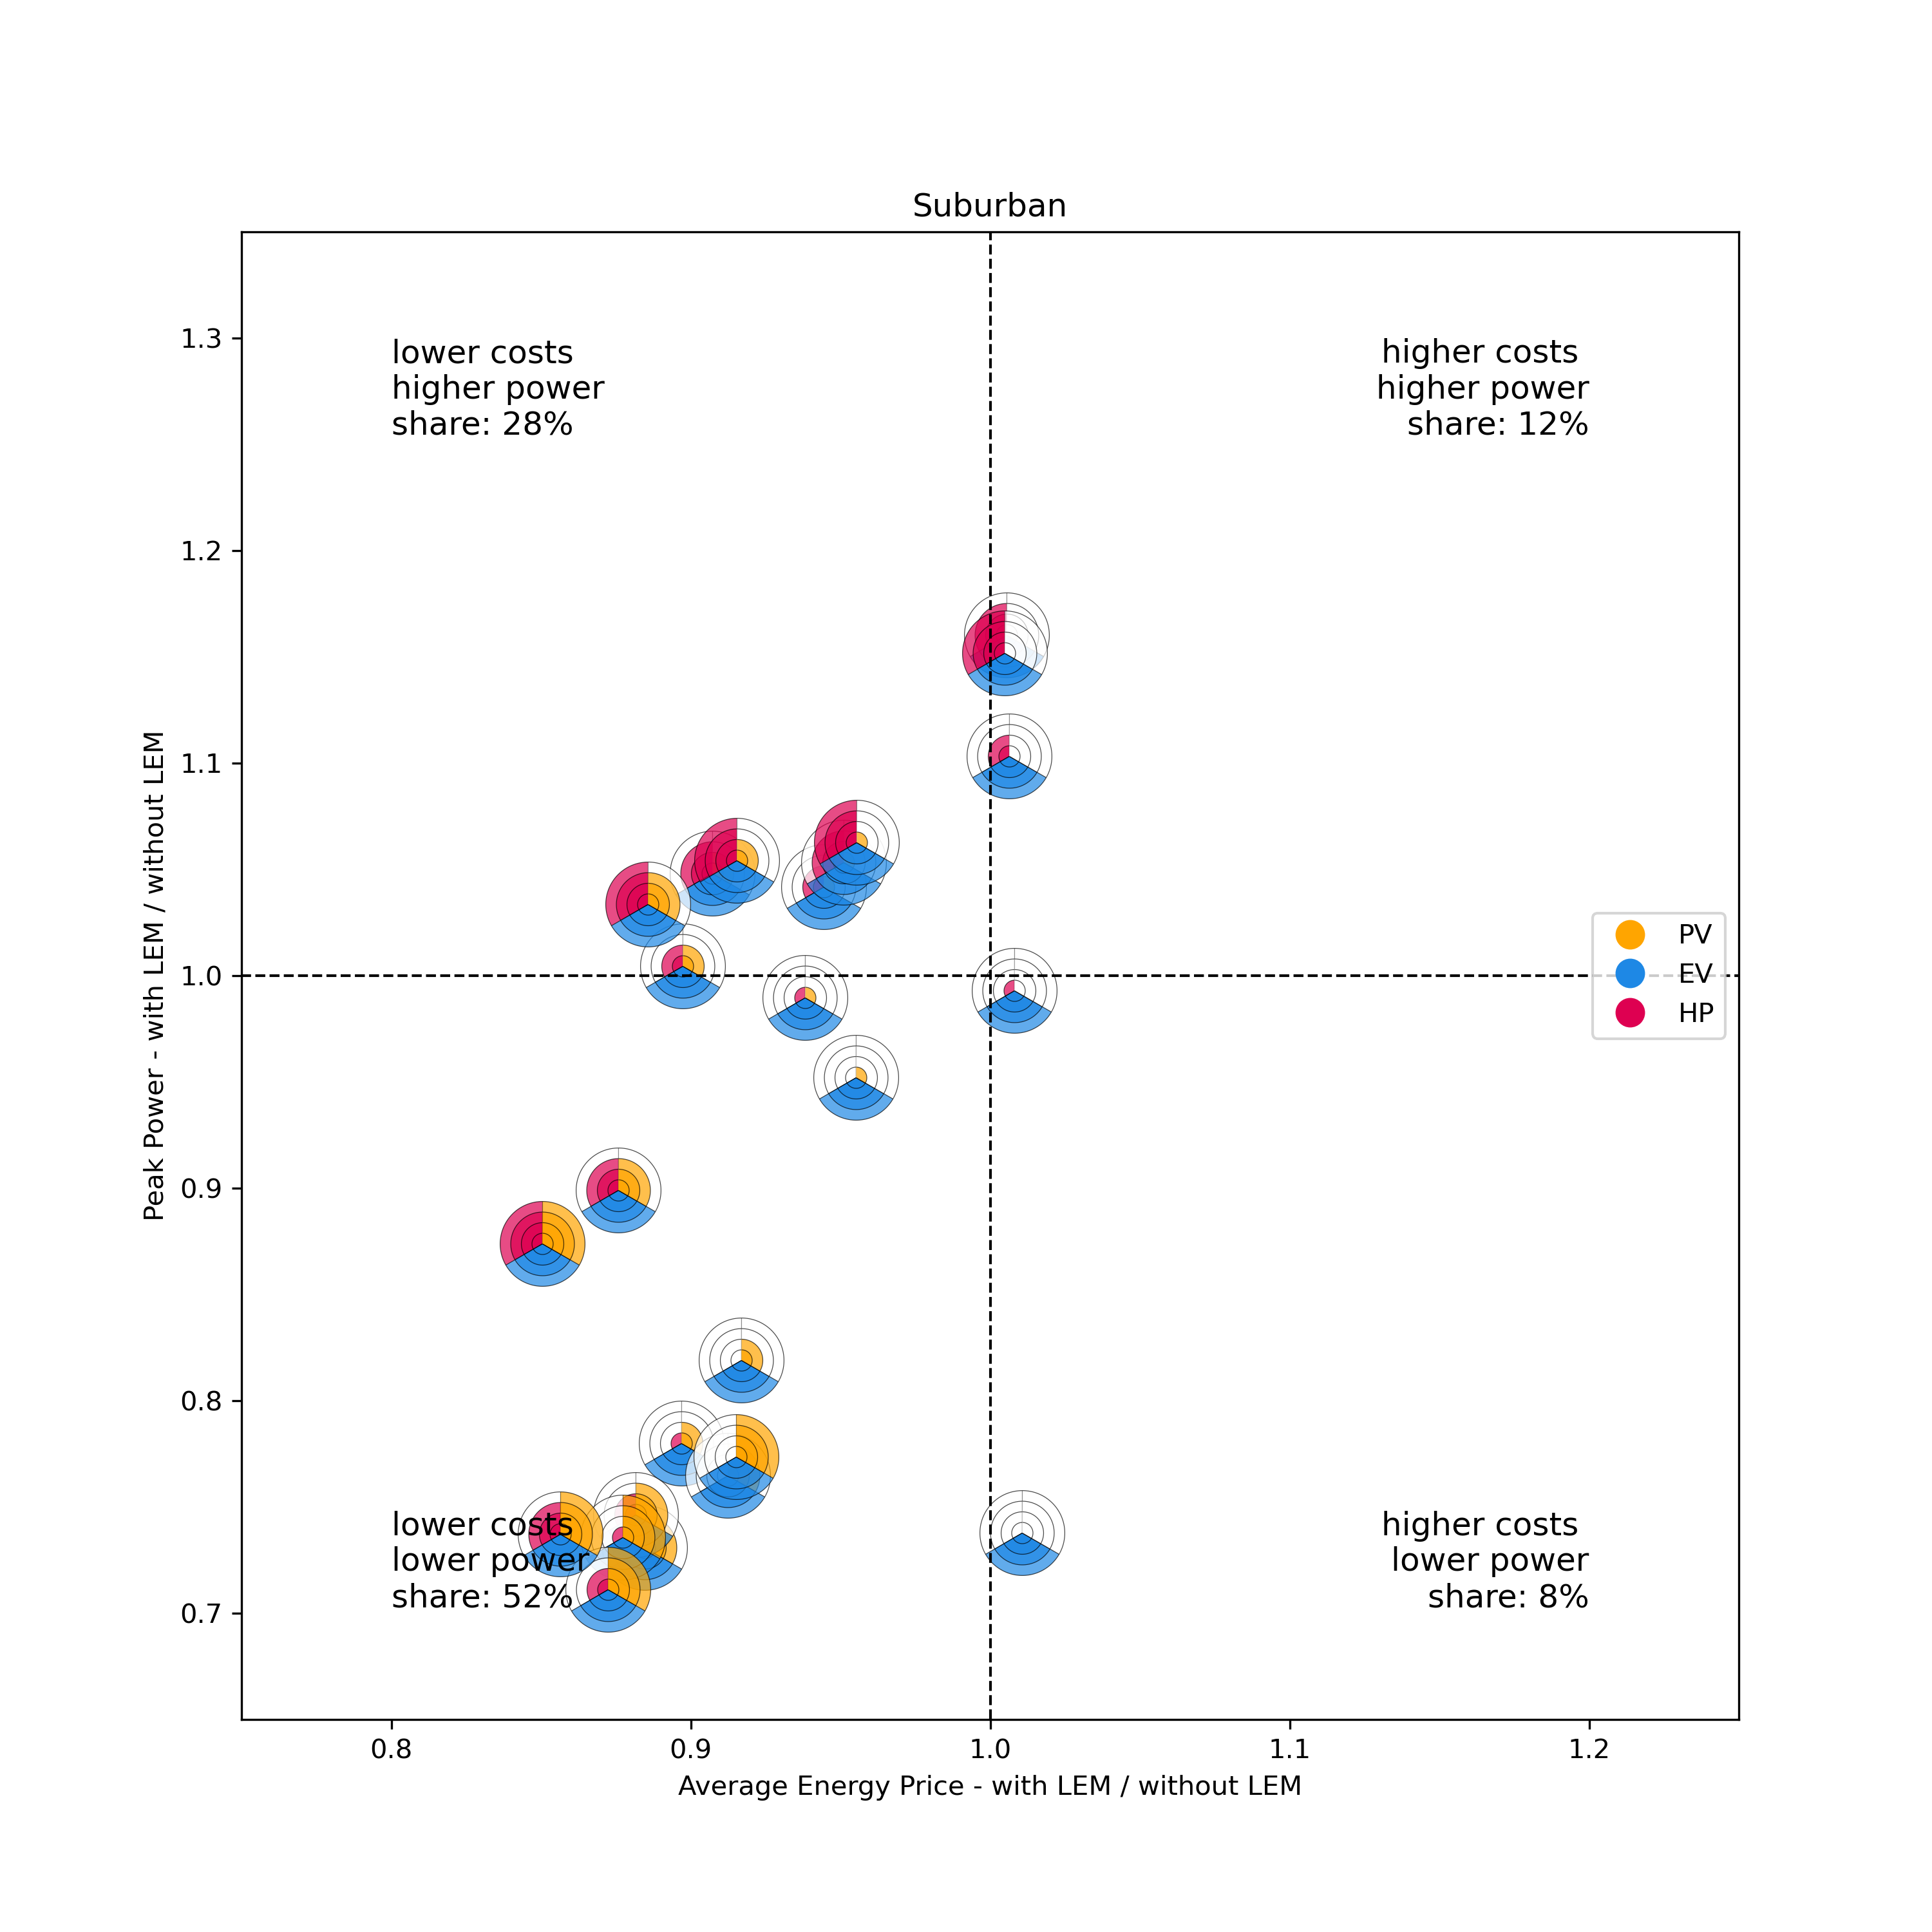 Suburban
lower costs
higher power
share: 28%
higher costs
higher power
share: 12%
1.3
1.2
1.1
1.0
0.9
0.8
0.7
Peak Power - with LEM / without LEM
PV
EV
HP
lower costs
lower power
share: 52%
higher costs
lower power
share: 8%
0.8
0.9
1.0
1.1
1.2
Average Energy Price - with LEM / without LEM